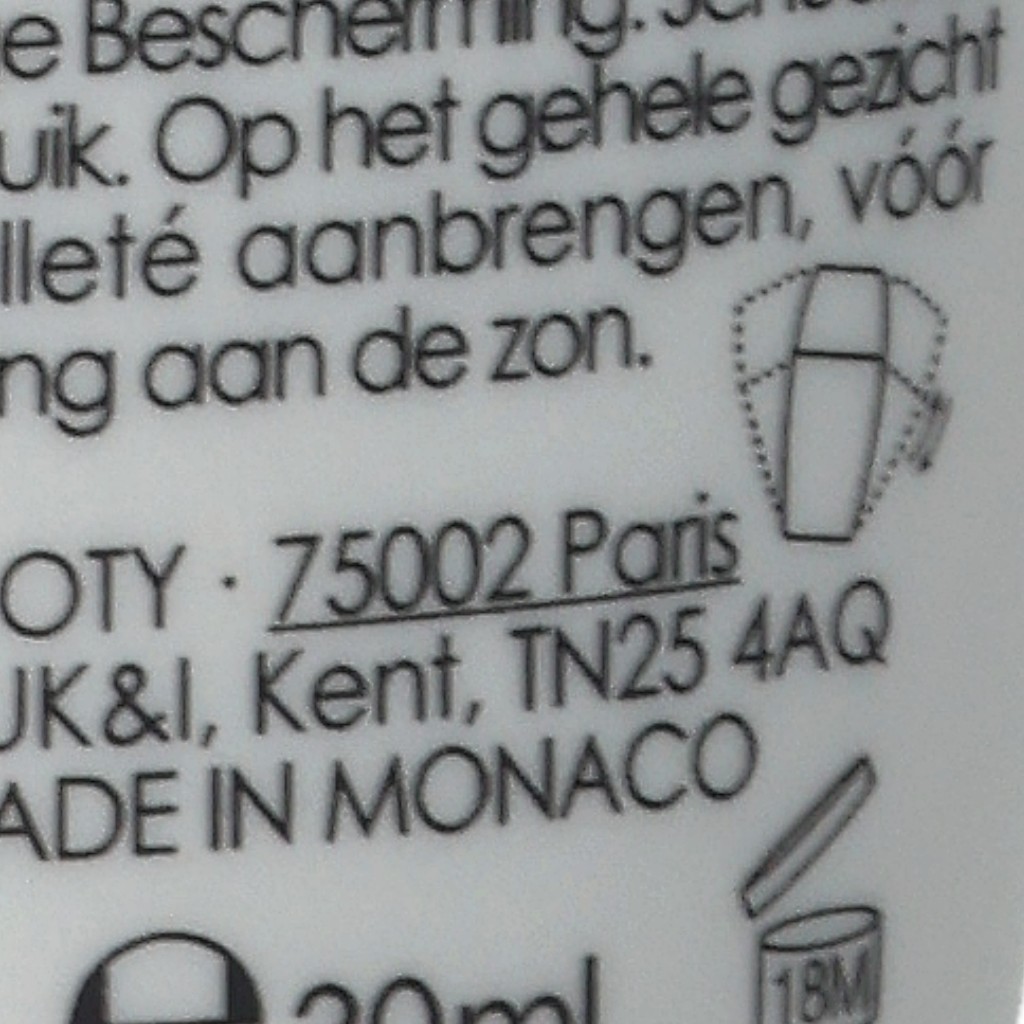 e Bescherming.
uik. Op het gehele gezicht
lleté aanbrengen, vóór
ng aan de zon.
OTY · 75002 Paris
UK&I, Kent, TN25 4AQ
ADE IN MONACO
18M
ml